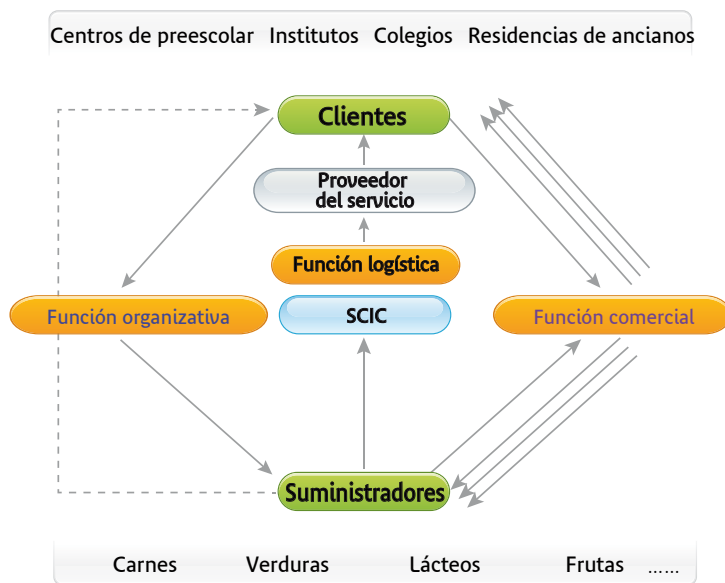 Centros de preescolar Institutos Colegios Residencias de ancianos
Clientes
Proveedor
del servicio
Función logística
Función organizativa
SCIC
Función comercial
Suministradores
Carnes Verduras Lácteos Frutas ......